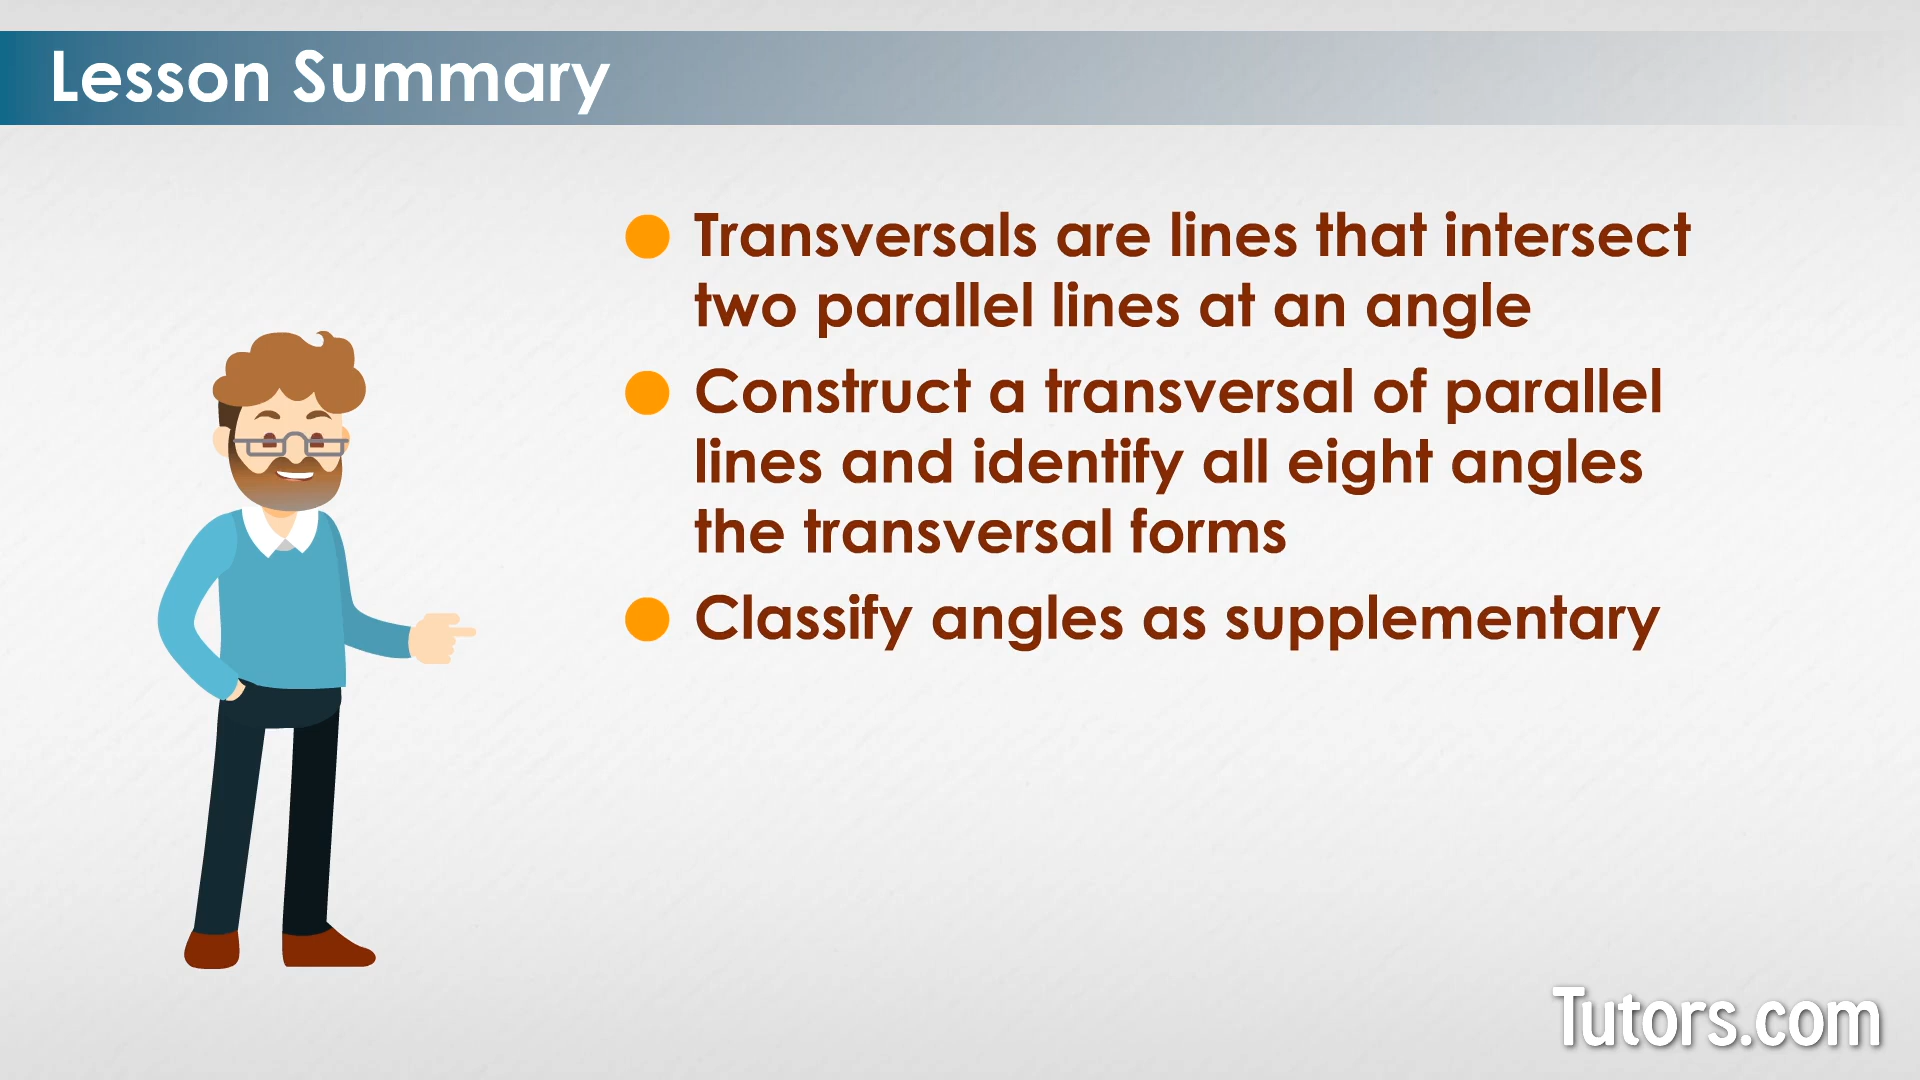 Lesson Summary
Transversals are lines that intersect
two parallel lines at an angle
Construct a transversal of parallel
lines and identify all eight angles
the transversal forms
Classify angles as supplementary
Tutors.com